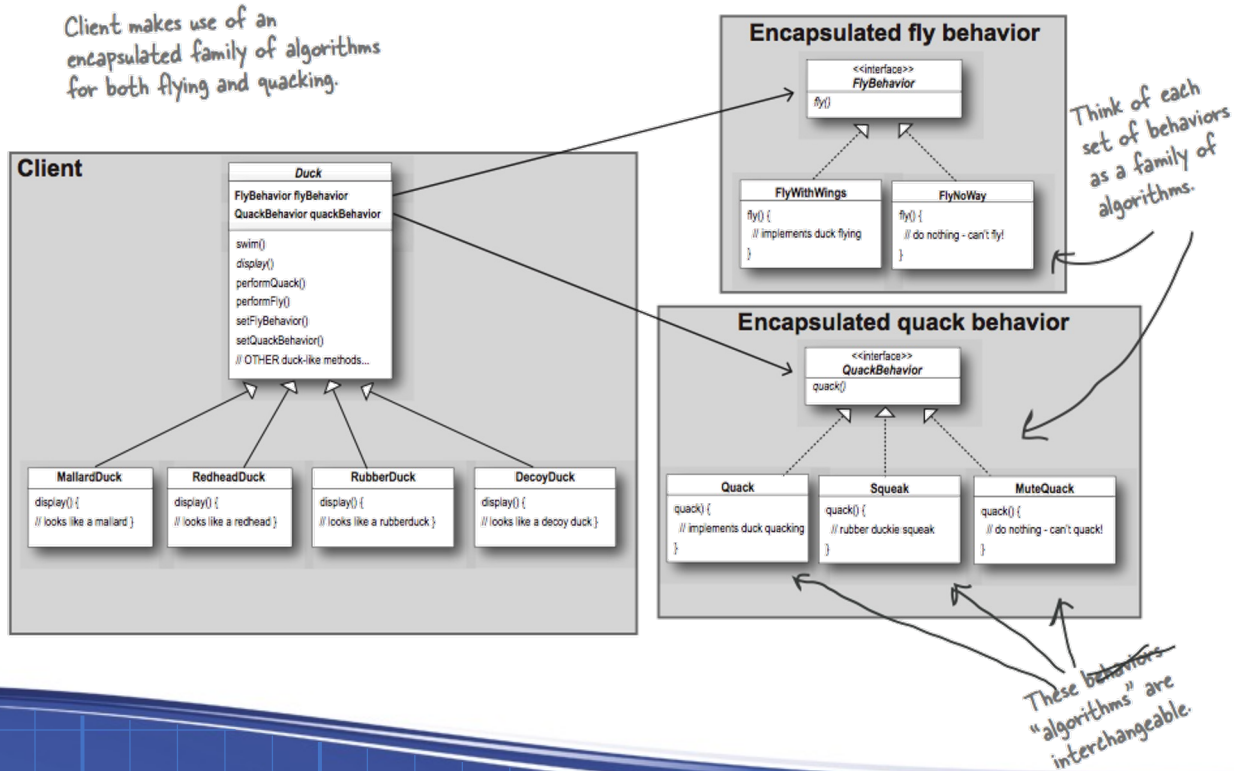 Client makes use of an
encapsulated family of algorithms
for both flying and quacking.
Client
Duck
FlyBehavior flyBehavior
QuackBehavior quackBehavior
swim()
display()
performQuack()
performFly()
setFlyBehavior()
setQuackBehavior()
// OTHER duck-like methods...
MallardDuck
display() {
// looks like a mallard }
RedheadDuck
display() {
// looks like a redhead }
RubberDuck
display() {
// looks like a rubberduck }
DecoyDuck
display() {
// looks like a decoy duck }
Encapsulated fly behavior
<<interface>>
FlyBehavior
fly()
FlyWithWings
fly() {
// implements duck flying
}
FlyNoWay
fly() {
// do nothing - can't fly!
}
Think of each
set of behaviors
as a family of
algorithms.
Encapsulated quack behavior
<<interface>>
QuackBehavior
quack()
Quack
quack) {
// implements duck quacking
}
Squeak
quack() {
// rubber duckie squeak
}
MuteQuack
quack() {
// do nothing - can't quack!
}
These behaviors
"algorithms" are
interchangeable.